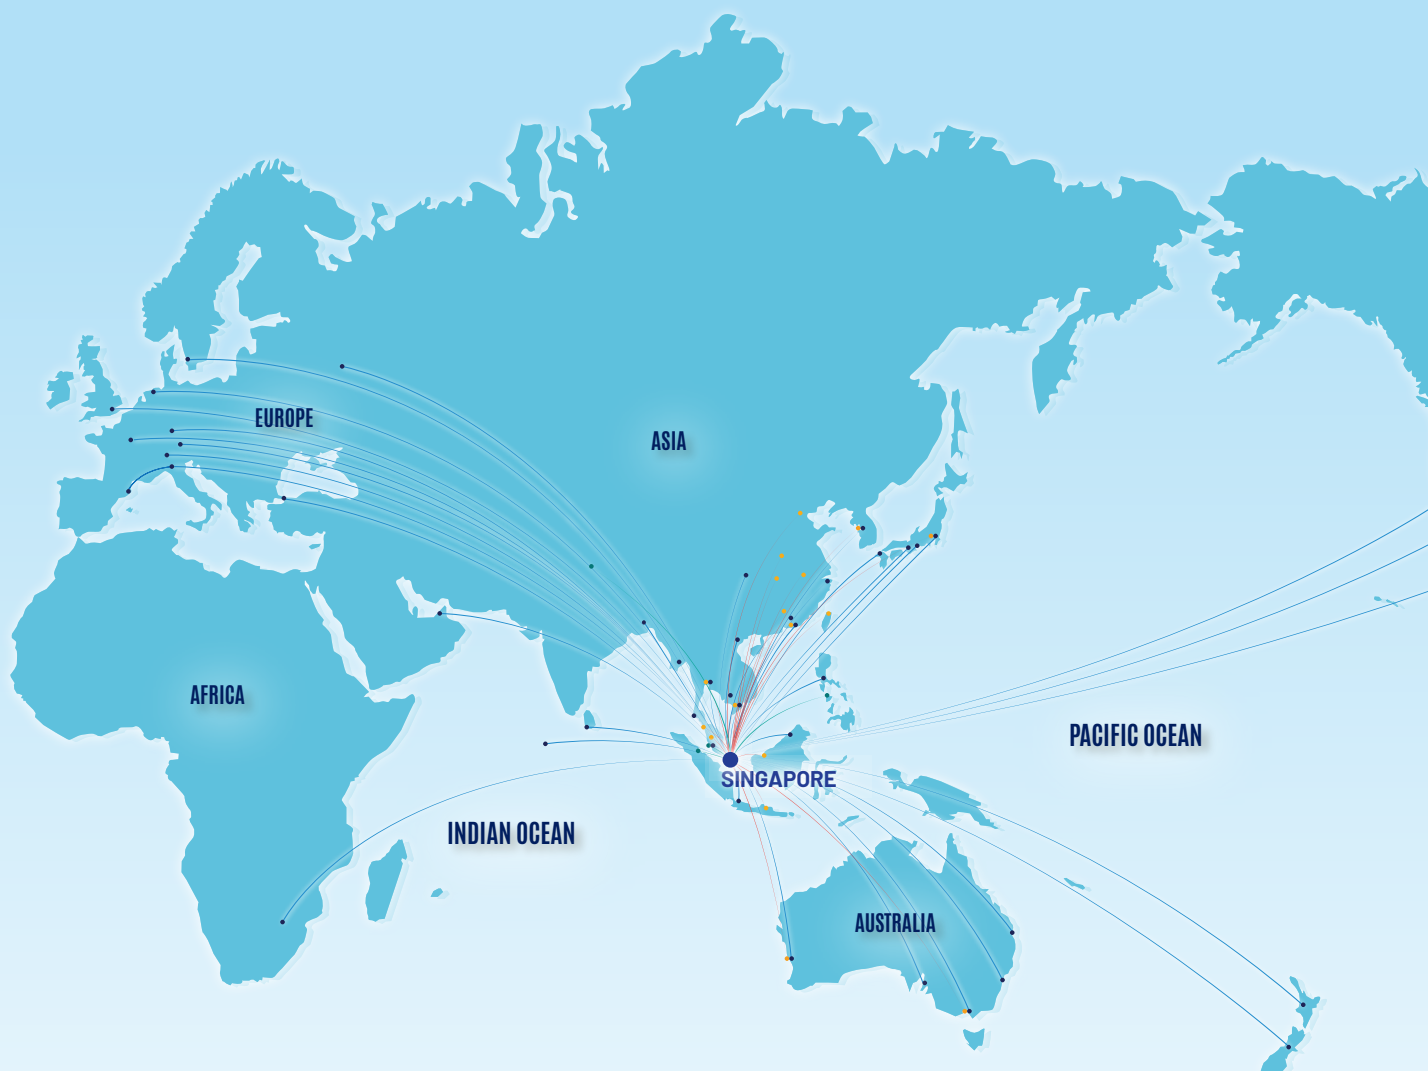 EUROPE
ASIA
AFRICA
PACIFIC OCEAN
SINGAPORE
INDIAN OCEAN
AUSTRALIA